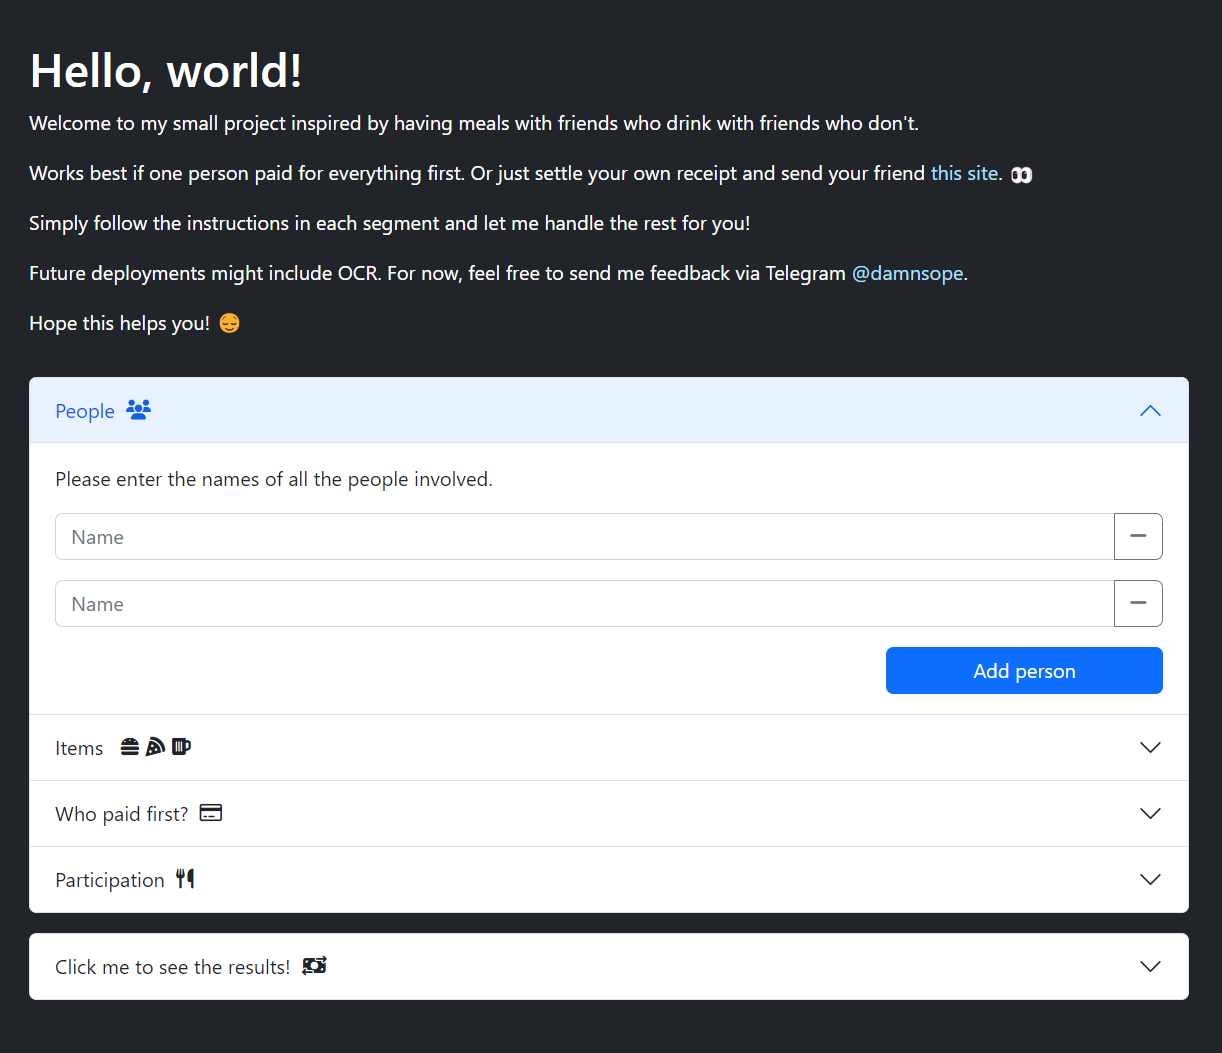 Hello, world!
Welcome to my small project inspired by having meals with friends who drink with friends who don't.
Works best if one person paid for everything first. Or just settle your own receipt and send your friend this site. 👀
Simply follow the instructions in each segment and let me handle the rest for you!
Future deployments might include OCR. For now, feel free to send me feedback via Telegram @damnsope.
Hope this helps you! 😌
People
Please enter the names of all the people involved.
Name
Name
Add person
Items
Who paid first?
Participation
Click me to see the results!